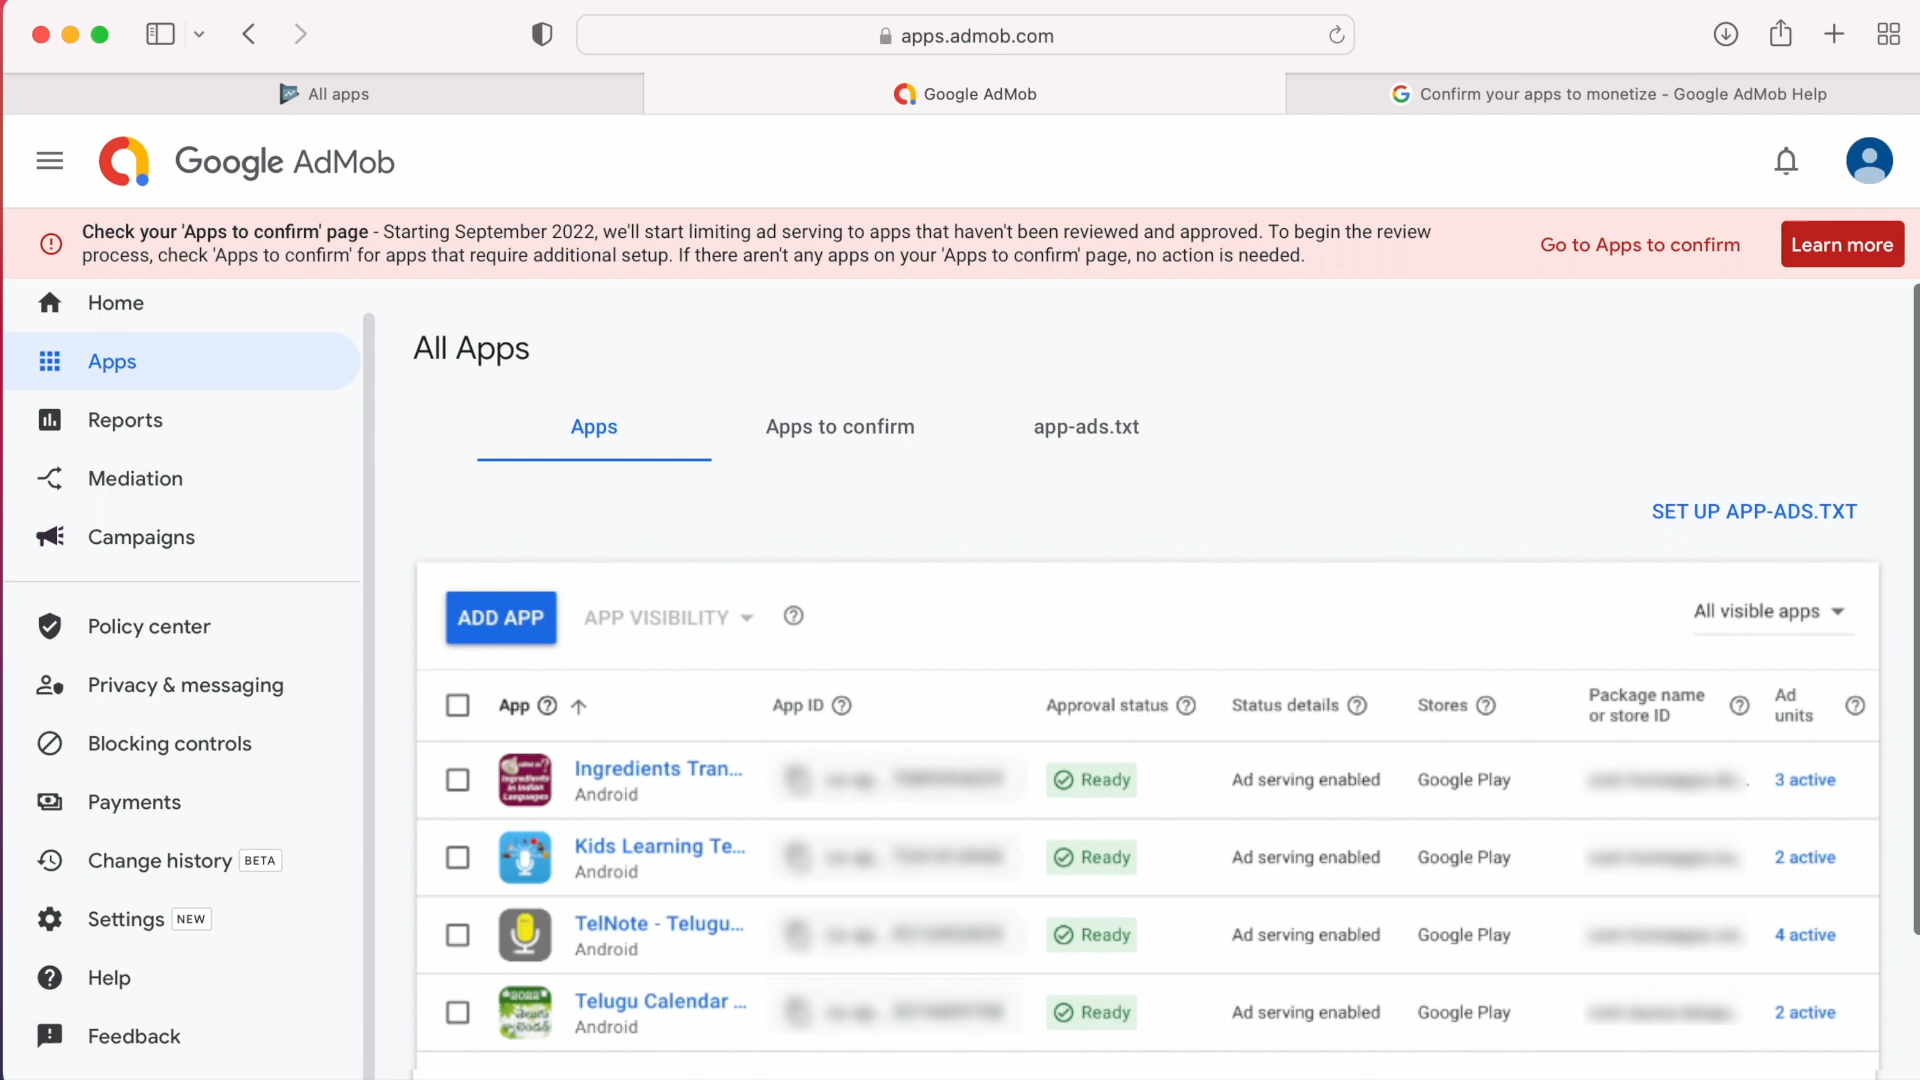 apps.admob.com
All apps
Google AdMob
Confirm your apps to monetize - Google AdMob Help
Google AdMob
Check your 'Apps to confirm' page - Starting September 2022, we'll start limiting ad serving to apps that haven't been reviewed and approved. To begin the review
process, check 'Apps to confirm' for apps that require additional setup. If there aren't any apps on your 'Apps to confirm' page, no action is needed.
Go to Apps to confirm
Learn more
Home
Apps
Reports
Mediation
Campaigns
Policy center
Privacy & messaging
Blocking controls
Payments
Change history BETA
Settings NEW
Help
Feedback
All Apps
Apps
Apps to confirm
app-ads.txt
SET UP APP-ADS.TXT
ADD APP
APP VISIBILITY
All visible apps
App
App ID
Approval status
Status details
Stores
Package name
or store ID
Ad
units
Ingredients
in Indian
Languages
Ingredients Tran...
Android
Ready
Ad serving enabled
Google Play
3 active
Kids Learning Te...
Android
Ready
Ad serving enabled
Google Play
2 active
TelNote - Telugu...
Android
Ready
Ad serving enabled
Google Play
4 active
2022
తెలుగు
క్యాలెండర్
Telugu Calendar ...
Android
Ready
Ad serving enabled
Google Play
2 active